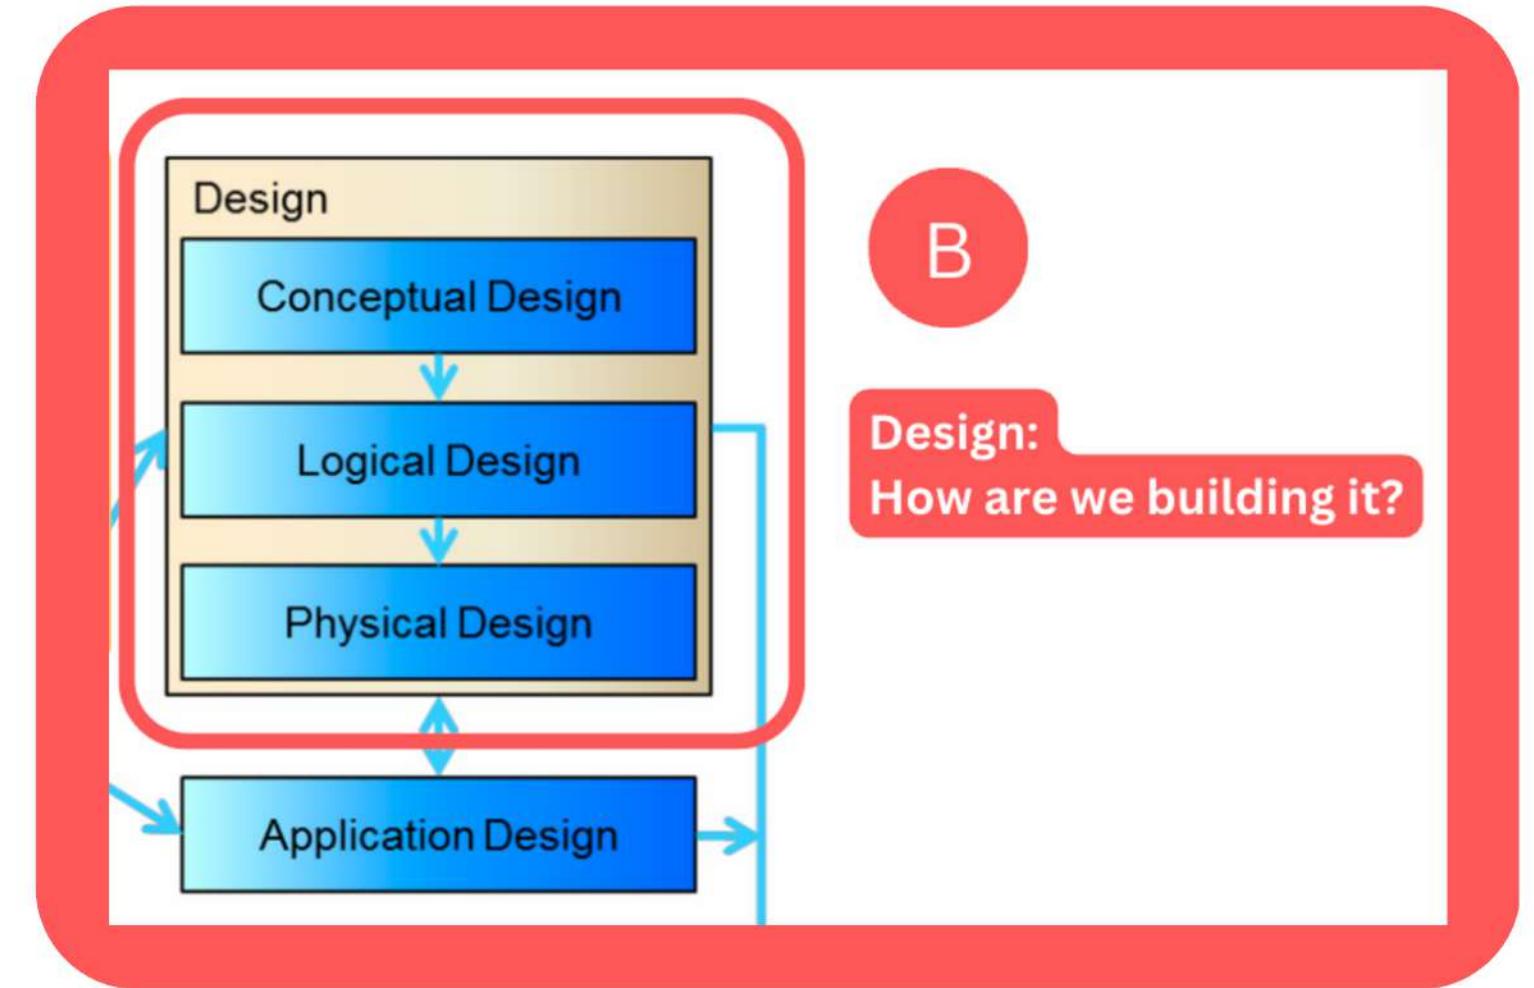 Design
Conceptual Design
Logical Design
Physical Design
Application Design
B
Design:
How are we building it?